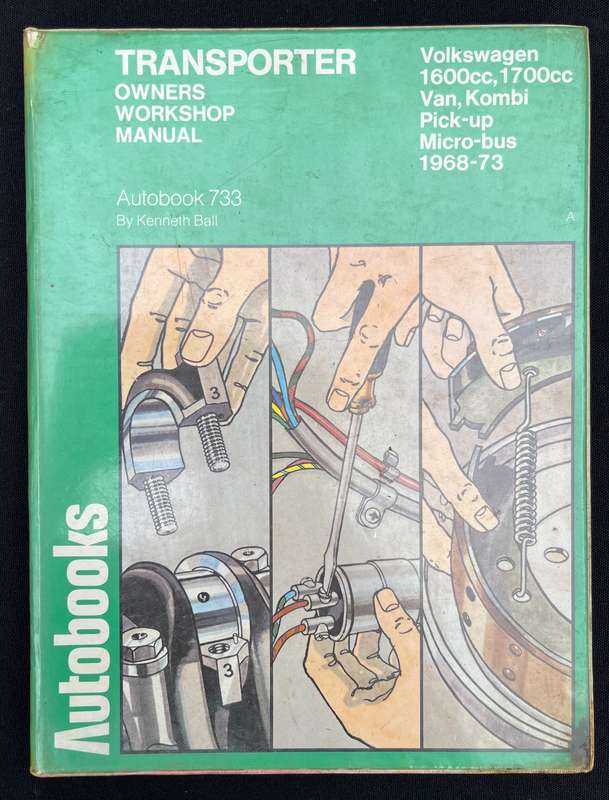 TRANSPORTER
OWNERS
WORKSHOP
MANUAL
Volkswagen
1600cc, 1700cc
Van, Kombi
Pick-up
Micro-bus
1968-73
Autobook 733
By Kenneth Ball
A
3
3
Autobooks